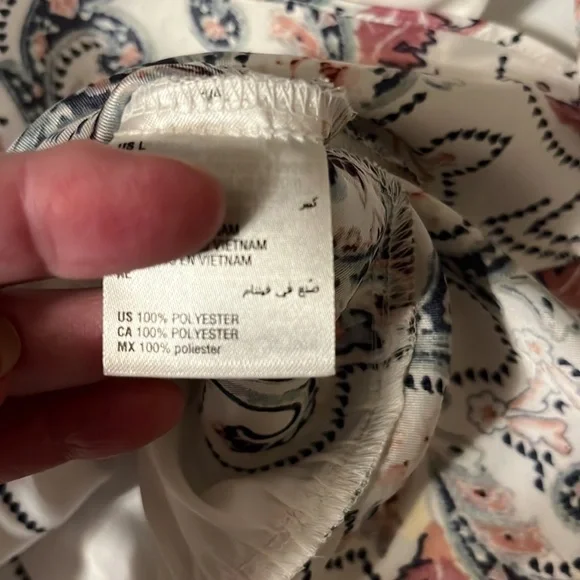 US L
كبير
VIETNAM
EN VIETNAM
صنع في فيتنام
US 100% POLYESTER
CA 100% POLYESTER
MX 100% poliester